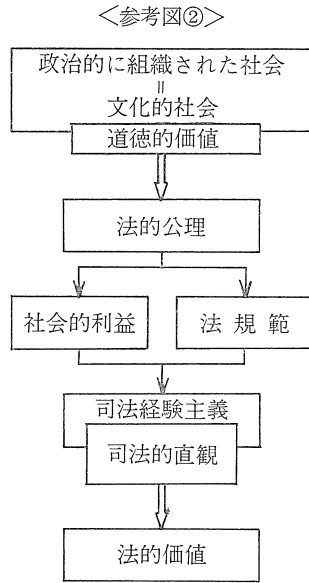 <参考図②>
政治的に組織された社会
=
文化的社会
道徳的価値
法的公理
社会的利益
法規範
司法経験主義
司法的直観
法的価値